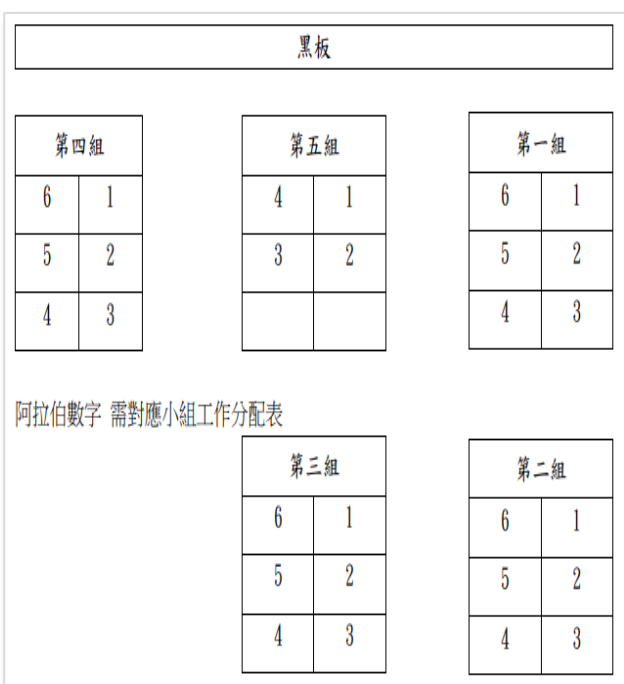 黑板
第四組 第五組 第一組
6 1 4 1 6 1
5 2 3 2 5 2
4 3 4 3
阿拉伯數字 需對應小組工作分配表
第三組 第二組
6 1 6 1
5 2 5 2
4 3 4 3